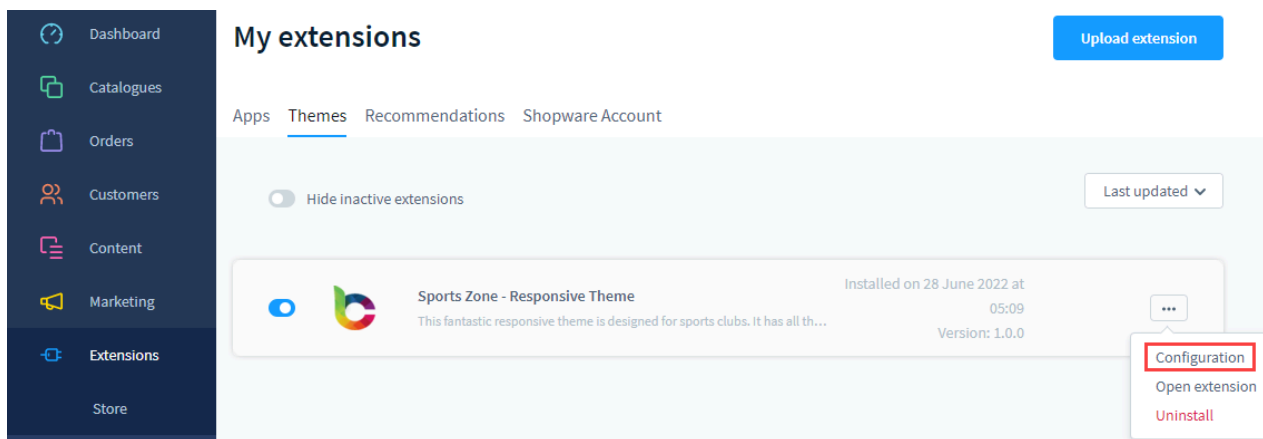 Dashboard
Catalogues
Orders
Customers
Content
Marketing
Extensions
Store
My extensions
Upload extension
Apps Themes Recommendations Shopware Account
Hide inactive extensions
Last updated
Sports Zone - Responsive Theme
This fantastic responsive theme is designed for sports clubs. It has all th...
Installed on 28 June 2022 at
05:09
Version: 1.0.0
Configuration
Open extension
Uninstall